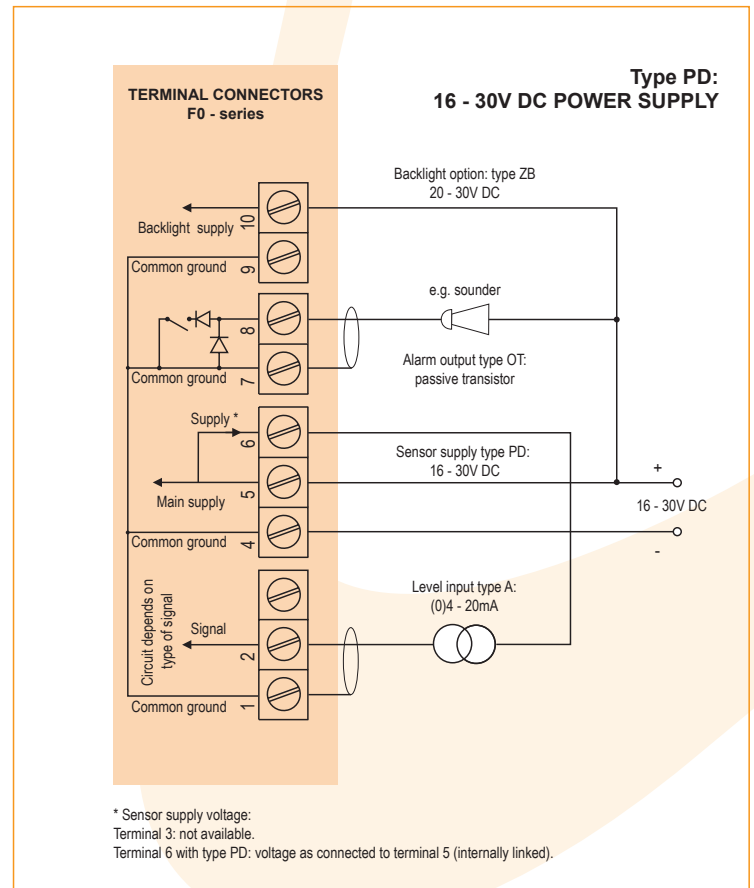 Type PD:
16 - 30V DC POWER SUPPLY
TERMINAL CONNECTORS
F0 - series
Backlight option: type ZB
20 - 30V DC
10
Backlight supply
Common ground
9
e.g. sounder
8
Alarm output type OT:
passive transistor
Common ground
7
Supply *
6
Sensor supply type PD:
16 - 30V DC
+
5
Main supply
16 - 30V DC
Common ground
4
-
Circuit depends on
type of signal
Level input type A:
(0)4 - 20mA
Signal
2
Common ground
1
* Sensor supply voltage:
Terminal 3: not available.
Terminal 6 with type PD: voltage as connected to terminal 5 (internally linked).